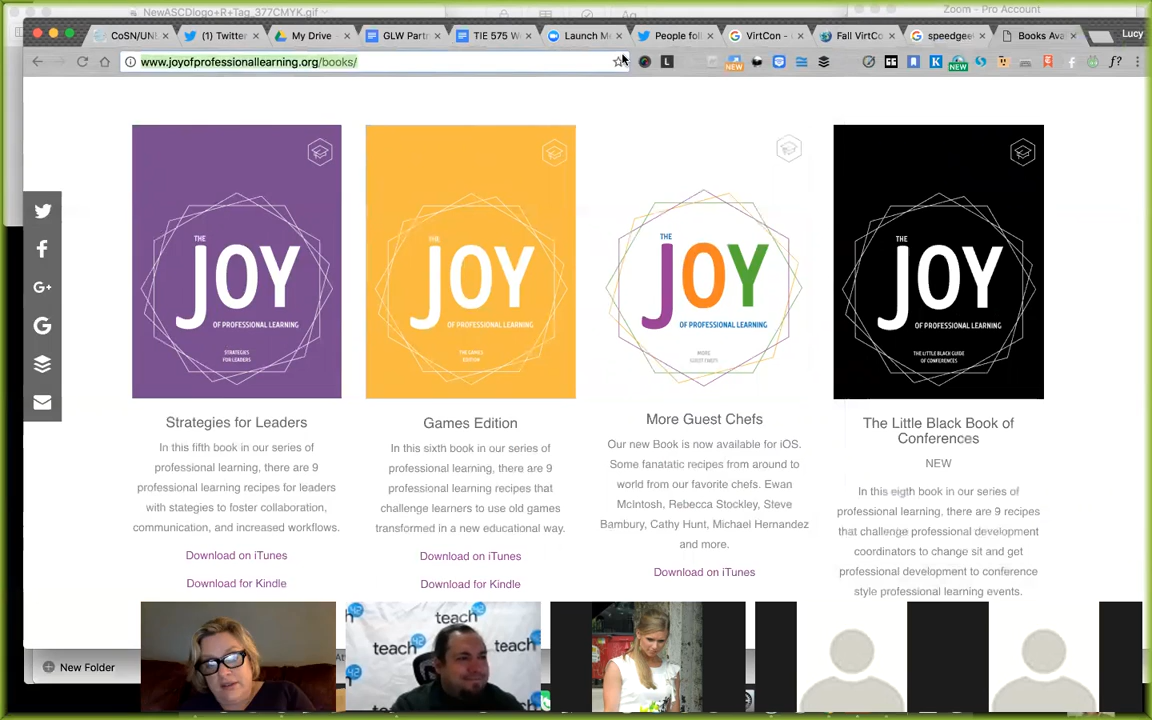 NewASCDlogo+R+Tag_377CMYK.gif
Zoom - Pro Account
CoSN/UN
(1) Twitter
My Drive -
GLW Partn
TIE 575 W
Launch M
People foll
VirtCon -
Fall VirtCo
speedgee
Books Ava
Lucy
www.joyofprofessionallearning.org/books/
L
NEW
K
NEW
f?
THE
JOY
OF PROFESSIONAL LEARNING
STRATEGIES
FOR LEADERS
THE
JOY
OF PROFESSIONAL LEARNING
THE GAMES
EDITION
THE
JOY
OF PROFESSIONAL LEARNING
MORE
GUEST CHEFS
THE
JOY
OF PROFESSIONAL LEARNING
THE LITTLE BLACK GUIDE
OF CONFERENCES
G+
G
Strategies for Leaders
In this fifth book in our series of
professional learning, there are 9
professional learning recipes for leaders
with stategies to foster collaboration,
communication, and increased workflows.
Download on iTunes
Download for Kindle
Games Edition
In this sixth book in our series of
professional learning, there are 9
professional learning recipes that
challenge learners to use old games
transformed in a new educational way.
Download on iTunes
Download for Kindle
More Guest Chefs
Our new Book is now available for iOS.
Some fanatatic recipes from around to
world from our favorite chefs. Ewan
McIntosh, Rebecca Stockley, Steve
Bambury, Cathy Hunt, Michael Hernandez
and more.
Download on iTunes
The Little Black Book of
Conferences
NEW
In this eigth book in our series of
professional learning, there are 9 recipes
that challenge professional development
coordinators to change sit and get
professional development to conference
style professional learning events.
New Folder
teach42
teach
teach